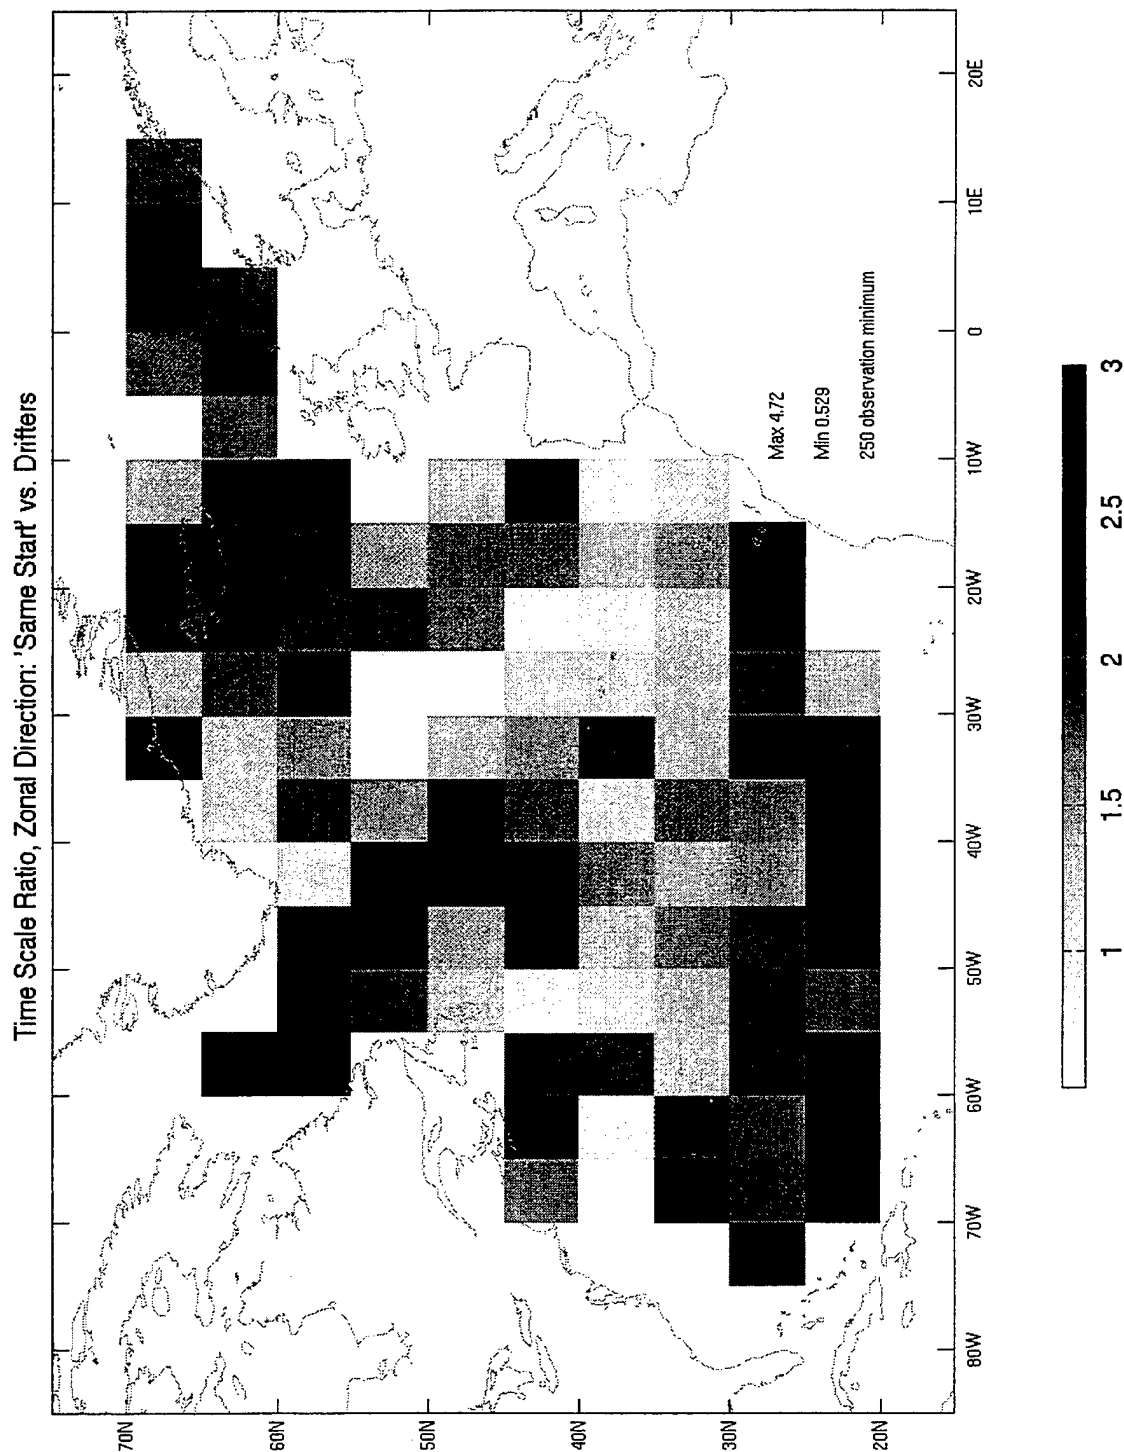 Time Scale Ratio, Zonal Direction: 'Same Start' vs. Drifters
70N
60N
50N
40N
30N
20N
80W
70W
60W
50W
40W
30W
20W
10W
0
10E
20E
Max 4.72
Min 0.529
250 observation minimum
1
1.5
2
2.5
3